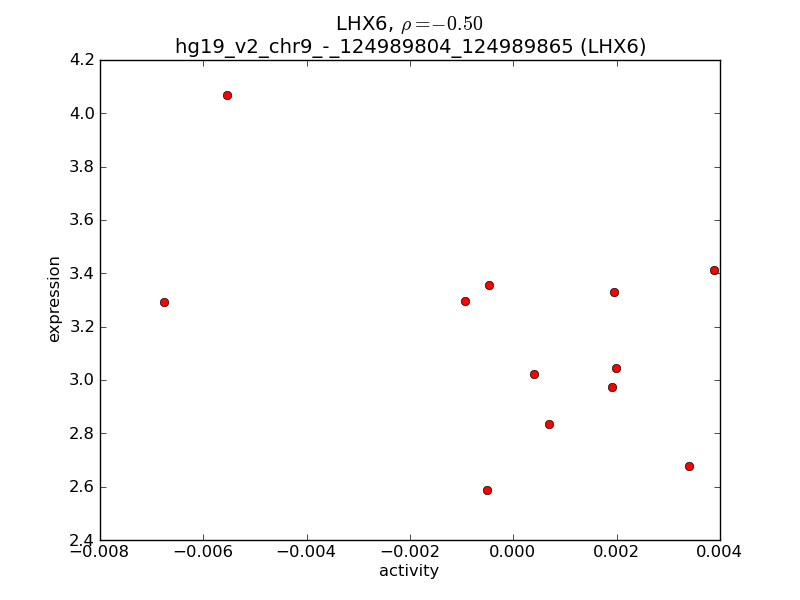 LHX6, ρ=−0.50
hg19_v2_chr9_-_124989804_124989865 (LHX6)
4.2
4.0
3.8
3.6
3.4
3.2
3.0
2.8
2.6
2.4
expression
−0.008 −0.006 −0.004 −0.002 0.000 0.002 0.004
activity